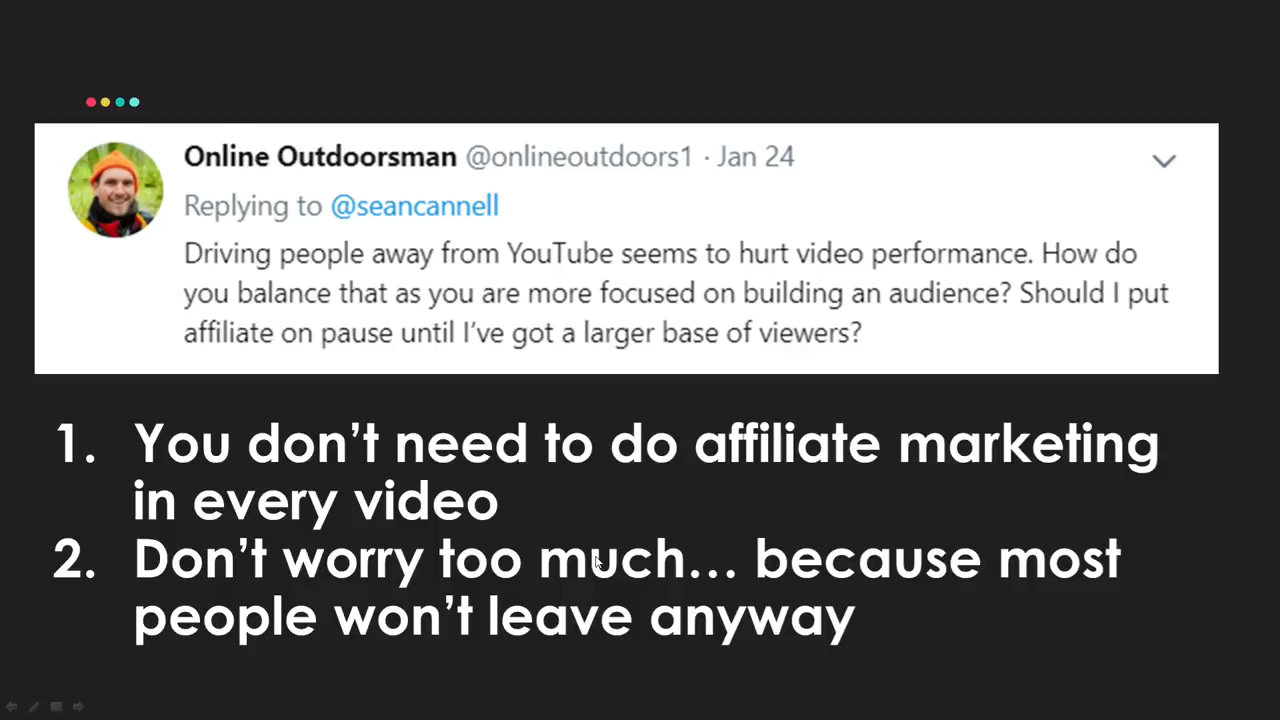 Online Outdoorsman @onlineoutdoors1 · Jan 24
Replying to @seancannell
Driving people away from YouTube seems to hurt video performance. How do
you balance that as you are more focused on building an audience? Should I put
affiliate on pause until I've got a larger base of viewers?
1. You don't need to do affiliate marketing
in every video
2. Don't worry too much... because most
people won't leave anyway